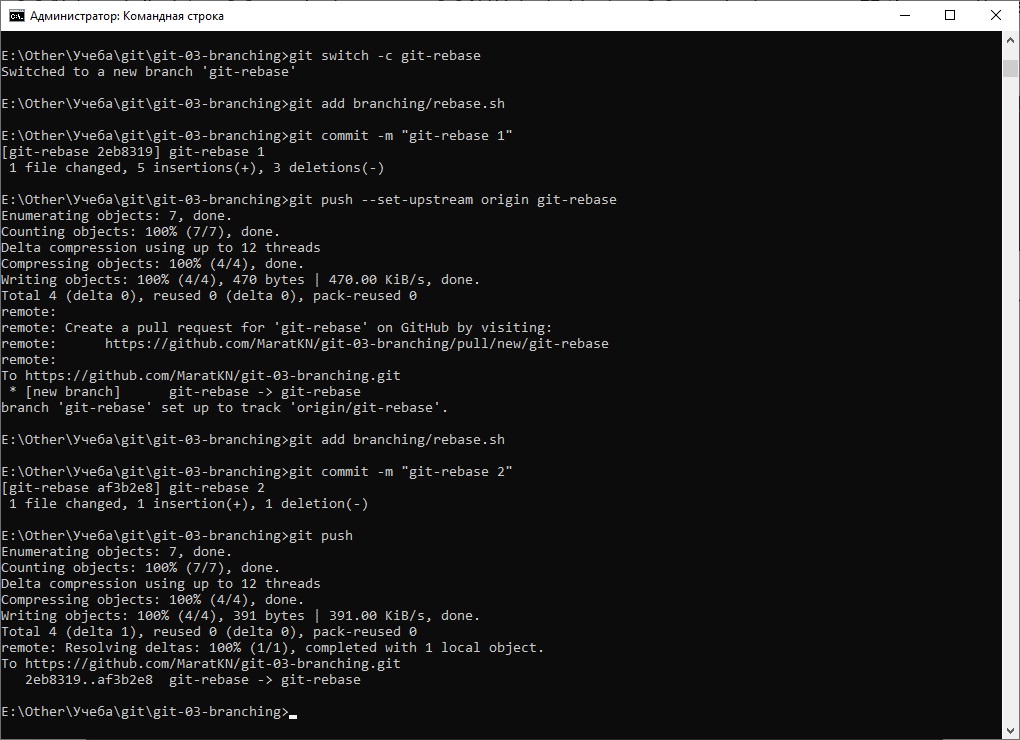 Администратор: Командная строка
E:\Other\Учеба\git\git-03-branching>git switch -c git-rebase
Switched to a new branch 'git-rebase'
E:\Other\Учеба\git\git-03-branching>git add branching/rebase.sh
E:\Other\Учеба\git\git-03-branching>git commit -m "git-rebase 1"
[git-rebase 2eb8319] git-rebase 1
 1 file changed, 5 insertions(+), 3 deletions(-)
E:\Other\Учеба\git\git-03-branching>git push --set-upstream origin git-rebase
Enumerating objects: 7, done.
Counting objects: 100% (7/7), done.
Delta compression using up to 12 threads
Compressing objects: 100% (4/4), done.
Writing objects: 100% (4/4), 470 bytes | 470.00 KiB/s, done.
Total 4 (delta 0), reused 0 (delta 0), pack-reused 0
remote:
remote: Create a pull request for 'git-rebase' on GitHub by visiting:
remote:      https://github.com/MaratKN/git-03-branching/pull/new/git-rebase
remote:
To https://github.com/MaratKN/git-03-branching.git
 * [new branch]      git-rebase -> git-rebase
branch 'git-rebase' set up to track 'origin/git-rebase'.
E:\Other\Учеба\git\git-03-branching>git add branching/rebase.sh
E:\Other\Учеба\git\git-03-branching>git commit -m "git-rebase 2"
[git-rebase af3b2e8] git-rebase 2
 1 file changed, 1 insertion(+), 1 deletion(-)
E:\Other\Учеба\git\git-03-branching>git push
Enumerating objects: 7, done.
Counting objects: 100% (7/7), done.
Delta compression using up to 12 threads
Compressing objects: 100% (4/4), done.
Writing objects: 100% (4/4), 391 bytes | 391.00 KiB/s, done.
Total 4 (delta 1), reused 0 (delta 0), pack-reused 0
remote: Resolving deltas: 100% (1/1), completed with 1 local object.
To https://github.com/MaratKN/git-03-branching.git
   2eb8319..af3b2e8  git-rebase -> git-rebase
E:\Other\Учеба\git\git-03-branching>